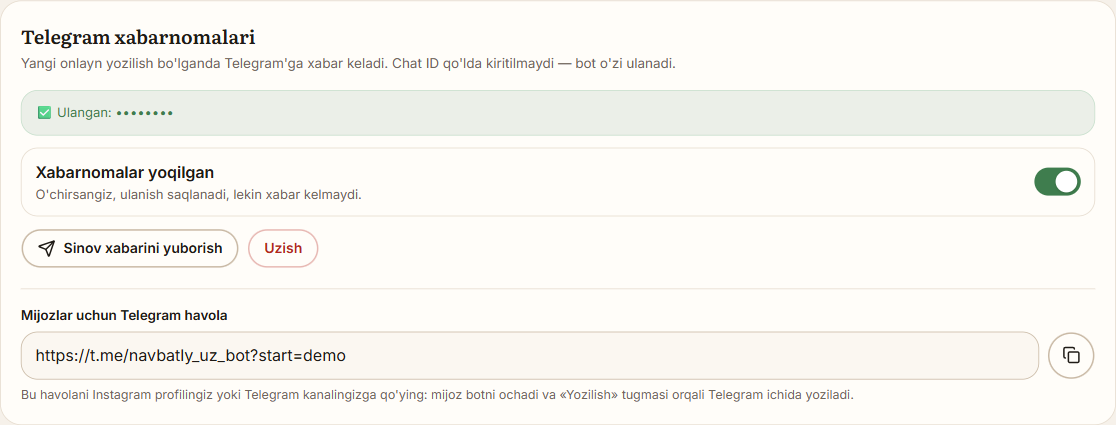 Telegram xabarnomalari
Yangi onlayn yozilish bo'lganda Telegram'ga xabar keladi. Chat ID qo'lda kiritilmaydi — bot o'zi ulanadi.
✅ Ulangan: ••••••••
Xabarnomalar yoqilgan
O'chirsangiz, ulanish saqlanadi, lekin xabar kelmaydi.
Sinov xabarini yuborish
Uzish
Mijozlar uchun Telegram havola
https://t.me/navbatly_uz_bot?start=demo
Bu havolani Instagram profilingiz yoki Telegram kanalingizga qo'ying: mijoz botni ochadi va «Yozilish» tugmasi orqali Telegram ichida yoziladi.